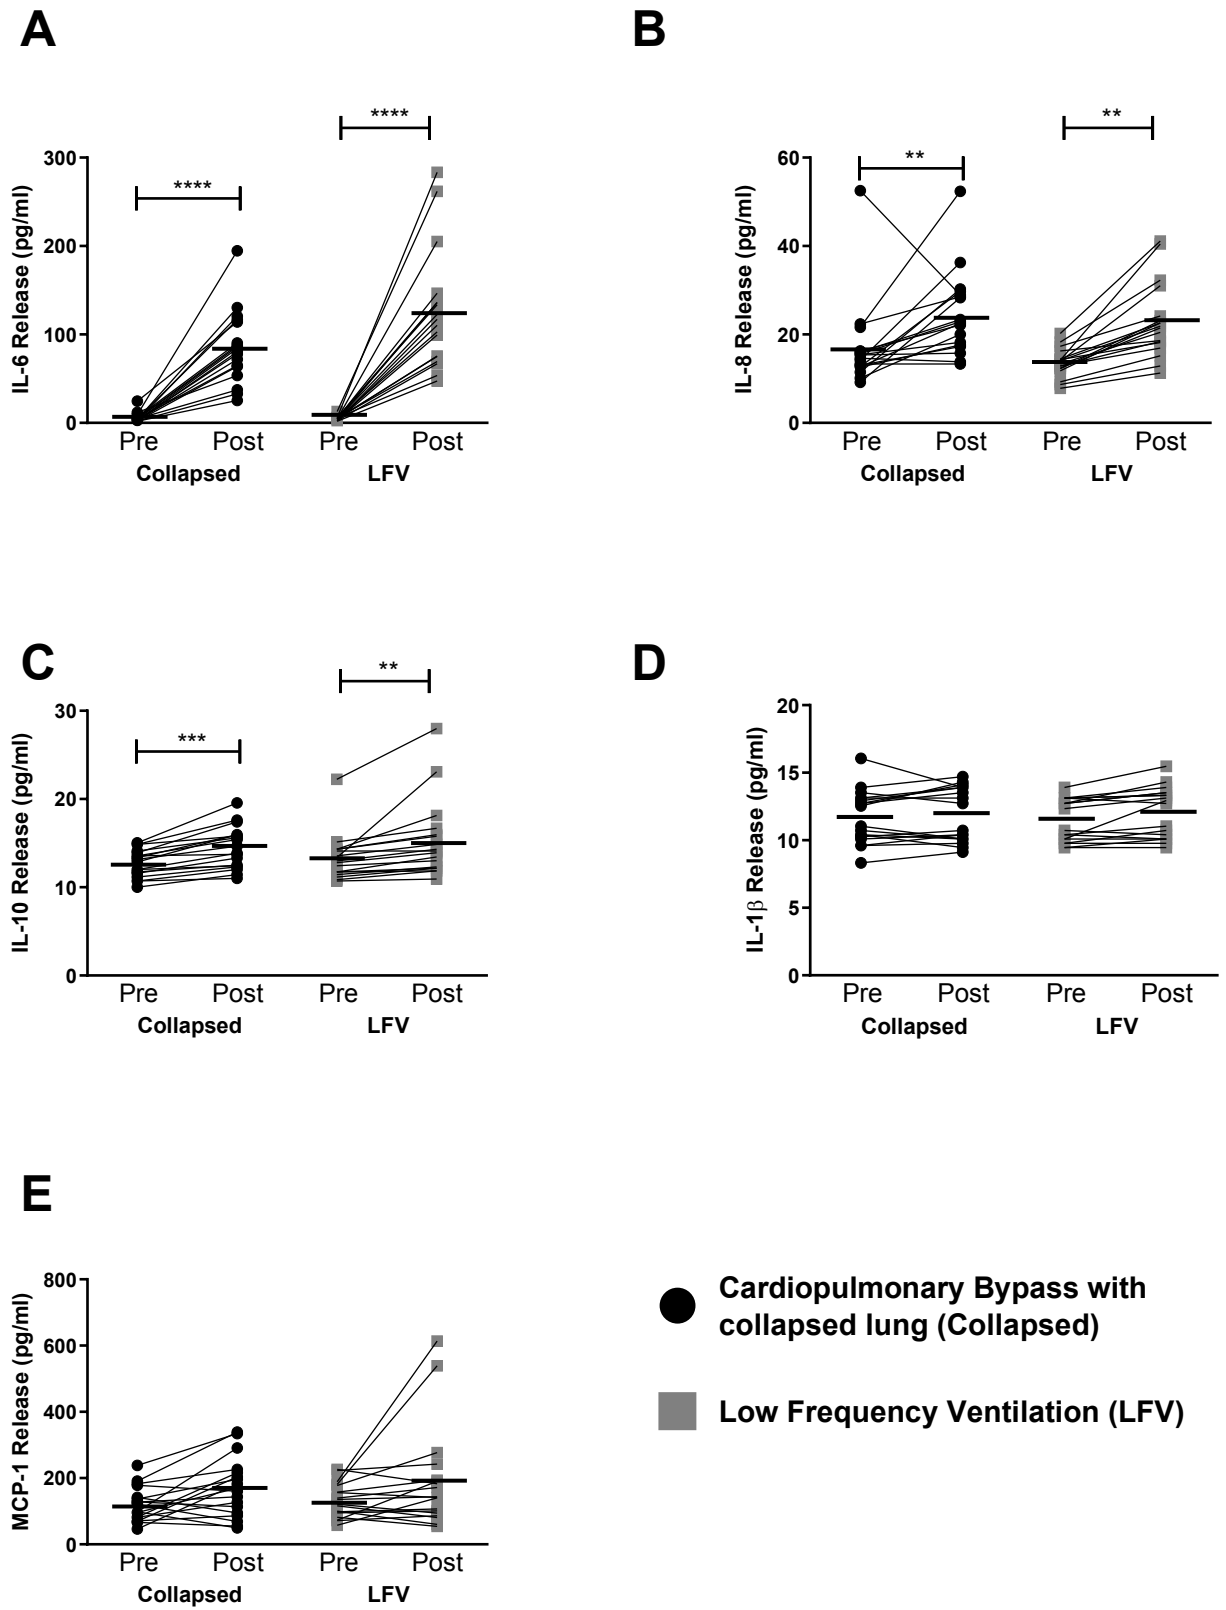 A
IL-6 Release (pg/ml)
300
200
100
0
****
****
Pre Post Pre Post
Collapsed LFV
B
IL-8 Release (pg/ml)
60
40
20
0
**
**
Pre Post Pre Post
Collapsed LFV
C
IL-10 Release (pg/ml)
30
20
10
0
***
**
Pre Post Pre Post
Collapsed LFV
D
IL-1β Release (pg/ml)
20
15
10
5
0
Pre Post Pre Post
Collapsed LFV
E
MCP-1 Release (pg/ml)
800
600
400
200
0
Pre Post Pre Post
Collapsed LFV
Cardiopulmonary Bypass with
collapsed lung (Collapsed)
Low Frequency Ventilation (LFV)